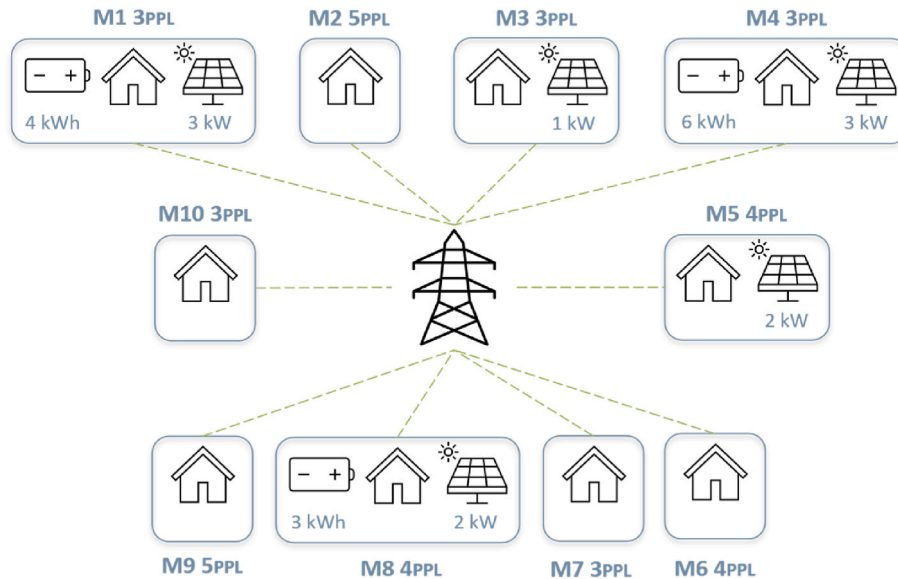 M1 3PPL
M2 5PPL
M3 3PPL
M4 3PPL
4 kWh
3 kW
1 kW
6 kWh
3 kW
M10 3PPL
M5 4PPL
2 kW
3 kWh
2 kW
M9 5PPL
M8 4PPL
M7 3PPL
M6 4PPL